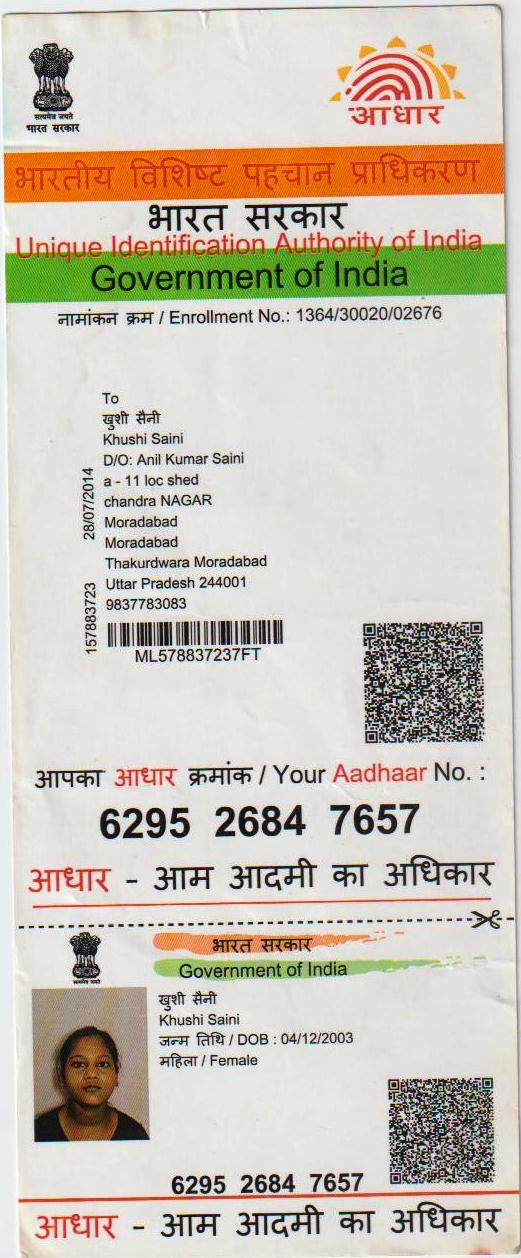 सत्यमेव जयते
भारत सरकार
आधार
भारतीय विशिष्ट पहचान प्राधिकरण
भारत सरकार
Unique Identification Authority of India
Government of India
नामांकन क्रम / Enrollment No.: 1364/30020/02676
To
खुशी सैनी
Khushi Saini
D/O: Anil Kumar Saini
a - 11 loc shed
chandra NAGAR
Moradabad
Moradabad
Thakurdwara Moradabad
Uttar Pradesh 244001
9837783083
28/07/2014
157883723
ML578837237FT
आपका आधार क्रमांक / Your Aadhaar No. :
6295 2684 7657
आधार - आम आदमी का अधिकार
भारत सरकार
Government of India
खुशी सैनी
Khushi Saini
जन्म तिथि / DOB : 04/12/2003
महिला / Female
6295 2684 7657
आधार - आम आदमी का अधिकार